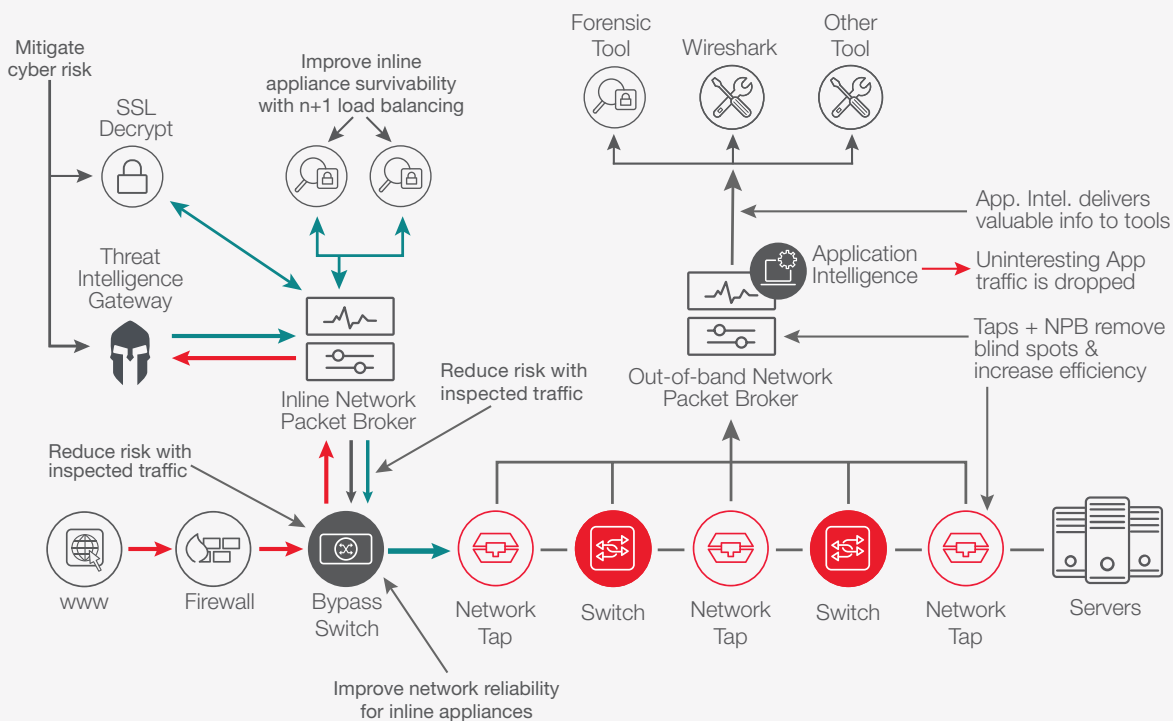 Mitigate
cyber risk
SSL
Decrypt
Threat
Intelligence
Gateway
Improve inline
appliance survivability
with n+1 load balancing
Inline Network
Packet Broker
Reduce risk with
inspected traffic
Reduce risk with
inspected traffic
www
Firewall
Bypass
Switch
Improve network reliability
for inline appliances
Forensic
Tool
Wireshark
Other
Tool
App. Intel. delivers
valuable info to tools
Application
Intelligence
Uninteresting App
traffic is dropped
Taps + NPB remove
blind spots &
increase efficiency
Out-of-band Network
Packet Broker
Network
Tap
Switch
Network
Tap
Switch
Network
Tap
Servers